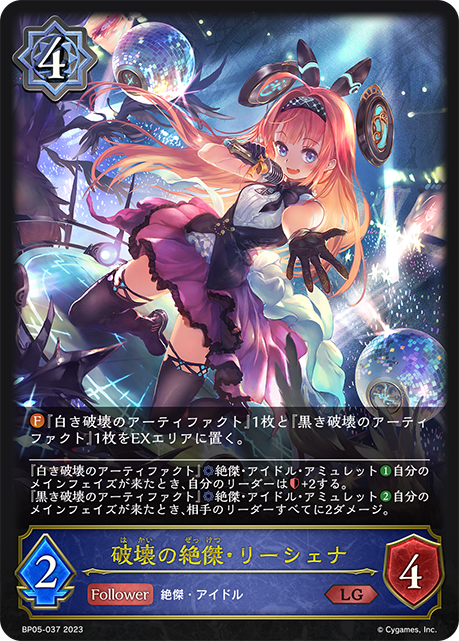 4
F『白き破壊のアーティファクト』1枚と『黒き破壊のアーティ
ファクト』1枚をEXエリアに置く。
『白き破壊のアーティファクト』絶傑・アイドル・アミュレット 1 自分の
メインフェイズが来たとき、自分のリーダーは+2する。
『黒き破壊のアーティファクト』絶傑・アイドル・アミュレット 2 自分の
メインフェイズが来たとき、相手のリーダーすべてに2ダメージ。
はかい ぜっけつ
破壊の絶傑・リーシェナ
2
Follower 絶傑・アイドル LG
4
BP05-037 2023 © Cygames, Inc.